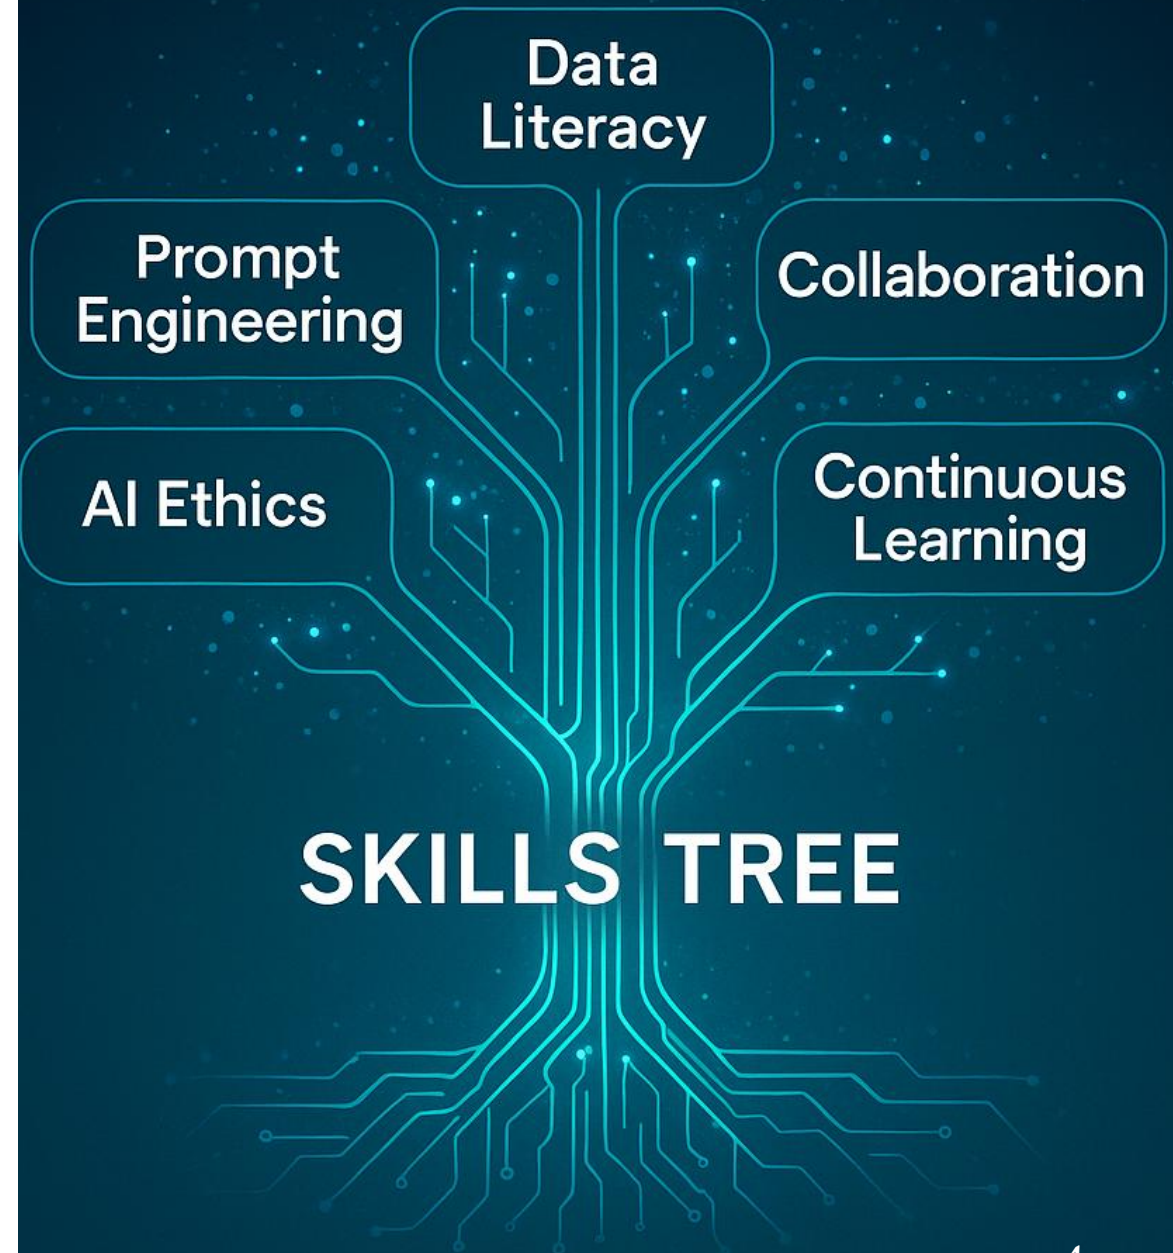 Data
Literacy
Prompt
Engineering
Collaboration
AI Ethics
Continuous
Learning
SKILLS TREE